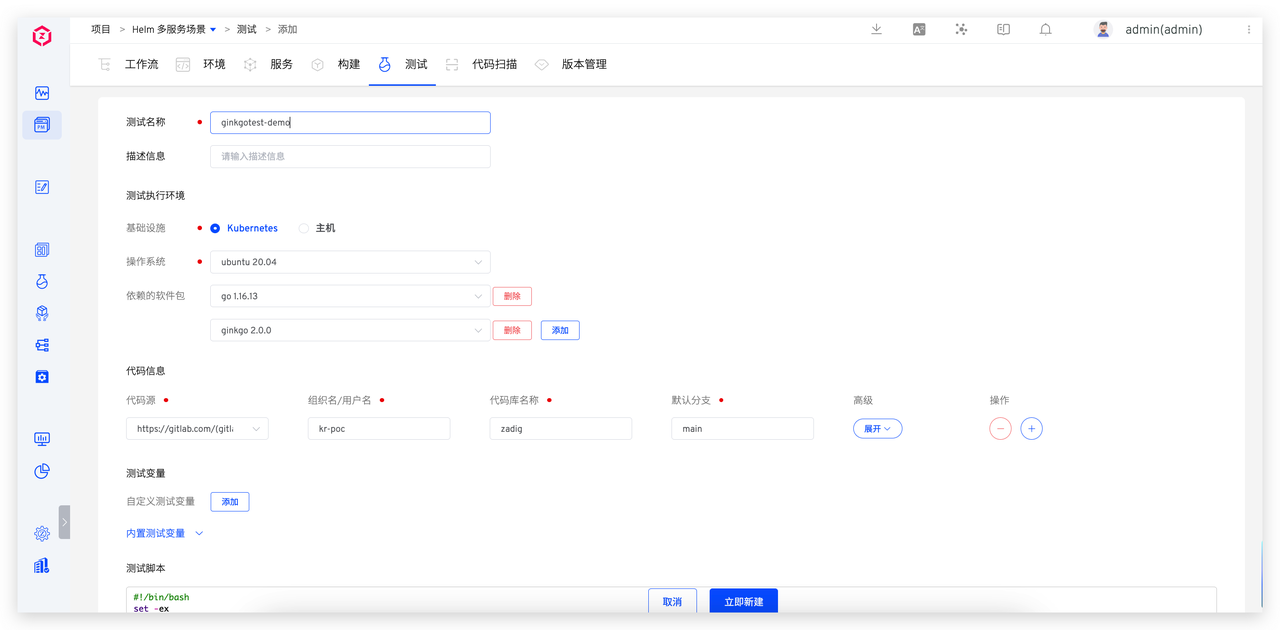 项目 > Helm 多服务场景 > 测试 > 添加
admin(admin)
工作流 环境 服务 构建 测试 代码扫描 版本管理
测试名称 ginkgotest-demo
描述信息 请输入描述信息
测试执行环境
基础设施 Kubernetes 主机
操作系统 ubuntu 20.04
依赖的软件包 go 1.16.13 删除
ginkgo 2.0.0 删除 添加
代码信息
代码源 组织名/用户名 代码库名称 默认分支 高级 操作
https://gitlab.com/(gitl kr-poc zadig main 展开
测试变量
自定义测试变量 添加
内置测试变量
测试脚本
#!/bin/bash
set -ex
取消 立即新建